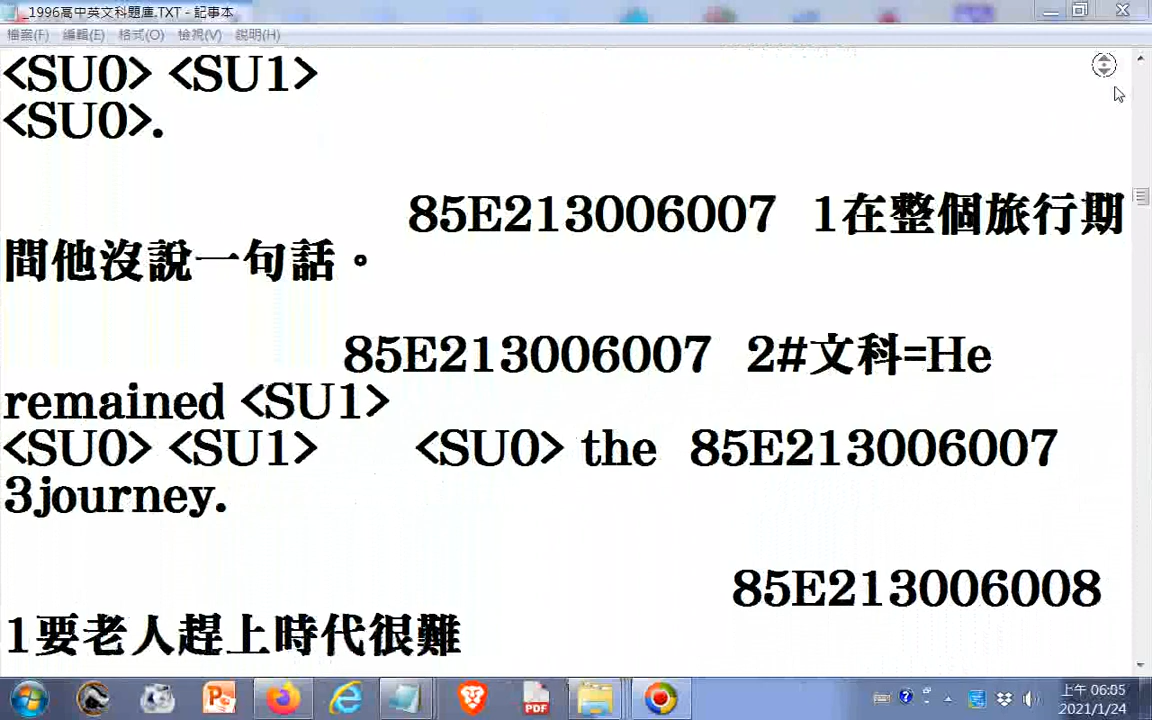 _1996高中英文科題庫.TXT - 記事本
檔案(F) 編輯(E) 格式(O) 檢視(V) 說明(H)
<SU0> <SU1>
<SU0>.
85E213006007 1在整個旅行期
間他沒說一句話。
85E213006007 2#文科=He
remained <SU1>
<SU0> <SU1> <SU0> the 85E213006007
3journey.
85E213006008
1要老人趕上時代很難
PDF
上午 06:05
2021/1/24